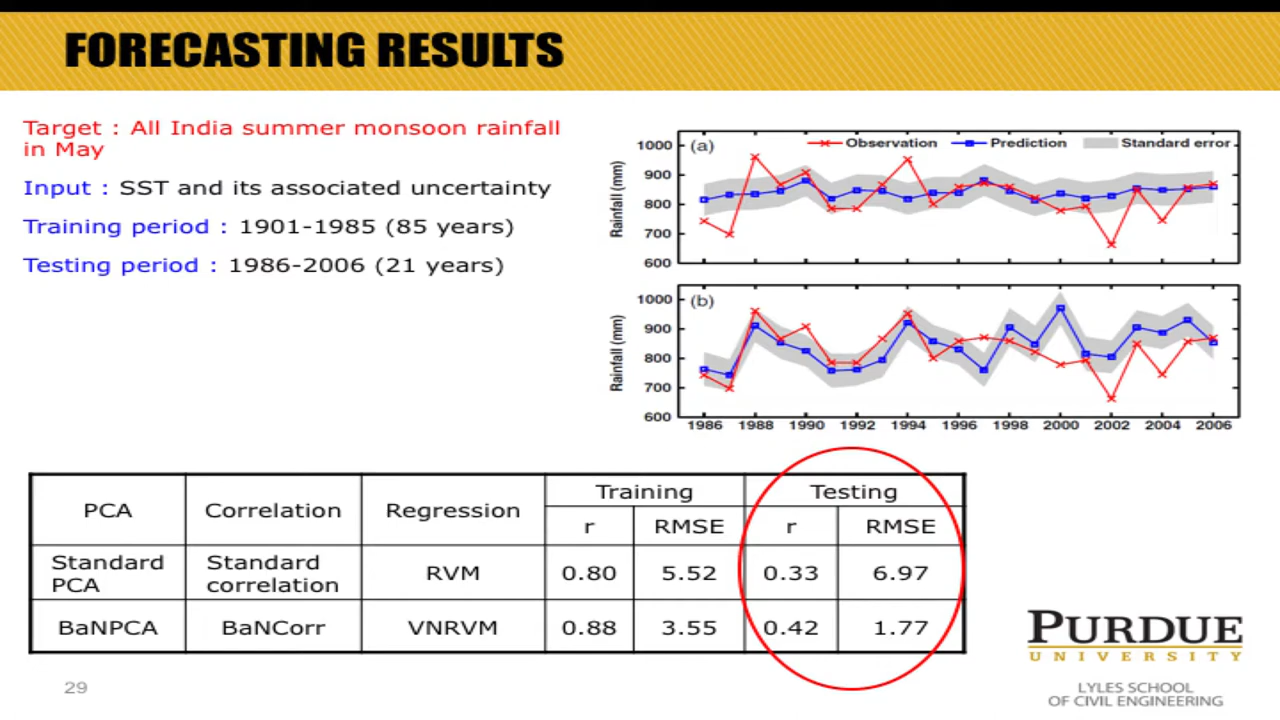 FORECASTING RESULTS
Target : All India summer monsoon rainfall
in May
Input : SST and its associated uncertainty
Training period : 1901-1985 (85 years)
Testing period : 1986-2006 (21 years)
(a)
Observation Prediction Standard error
Rainfall (mm)
1000
900
800
700
600
(b)
Rainfall (mm)
1000
900
800
700
600
1986 1988 1990 1992 1994 1996 1998 2000 2002 2004 2006
PCA Correlation Regression Training Testing
r RMSE r RMSE
Standard PCA Standard correlation RVM 0.80 5.52 0.33 6.97
BaNPCA BaNCorr VNRVM 0.88 3.55 0.42 1.77
PURDUE
UNIVERSITY
LYLES SCHOOL
OF CIVIL ENGINEERING
29